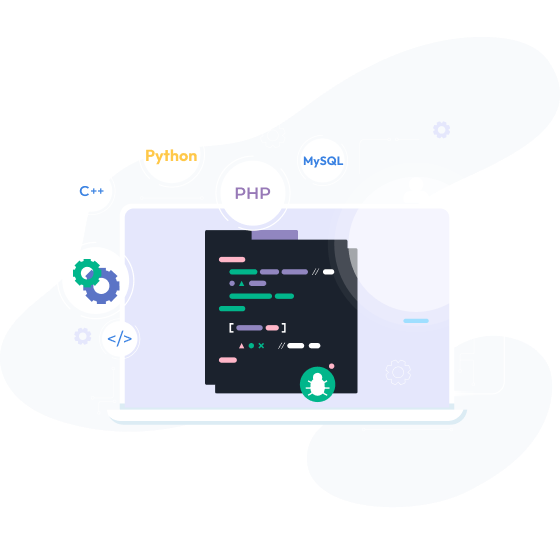 Python
MySQL
C++
PHP
</>
//
[ ]
//